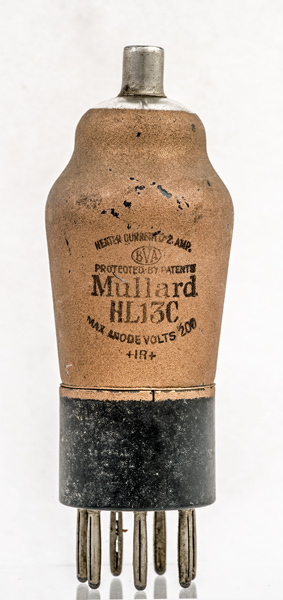 HEATER CURRENT 0·2 AMP.
BVA
PROTECTED BY PATENTS
Mullard
HL13C
MAX ANODE VOLTS 200
+IR+